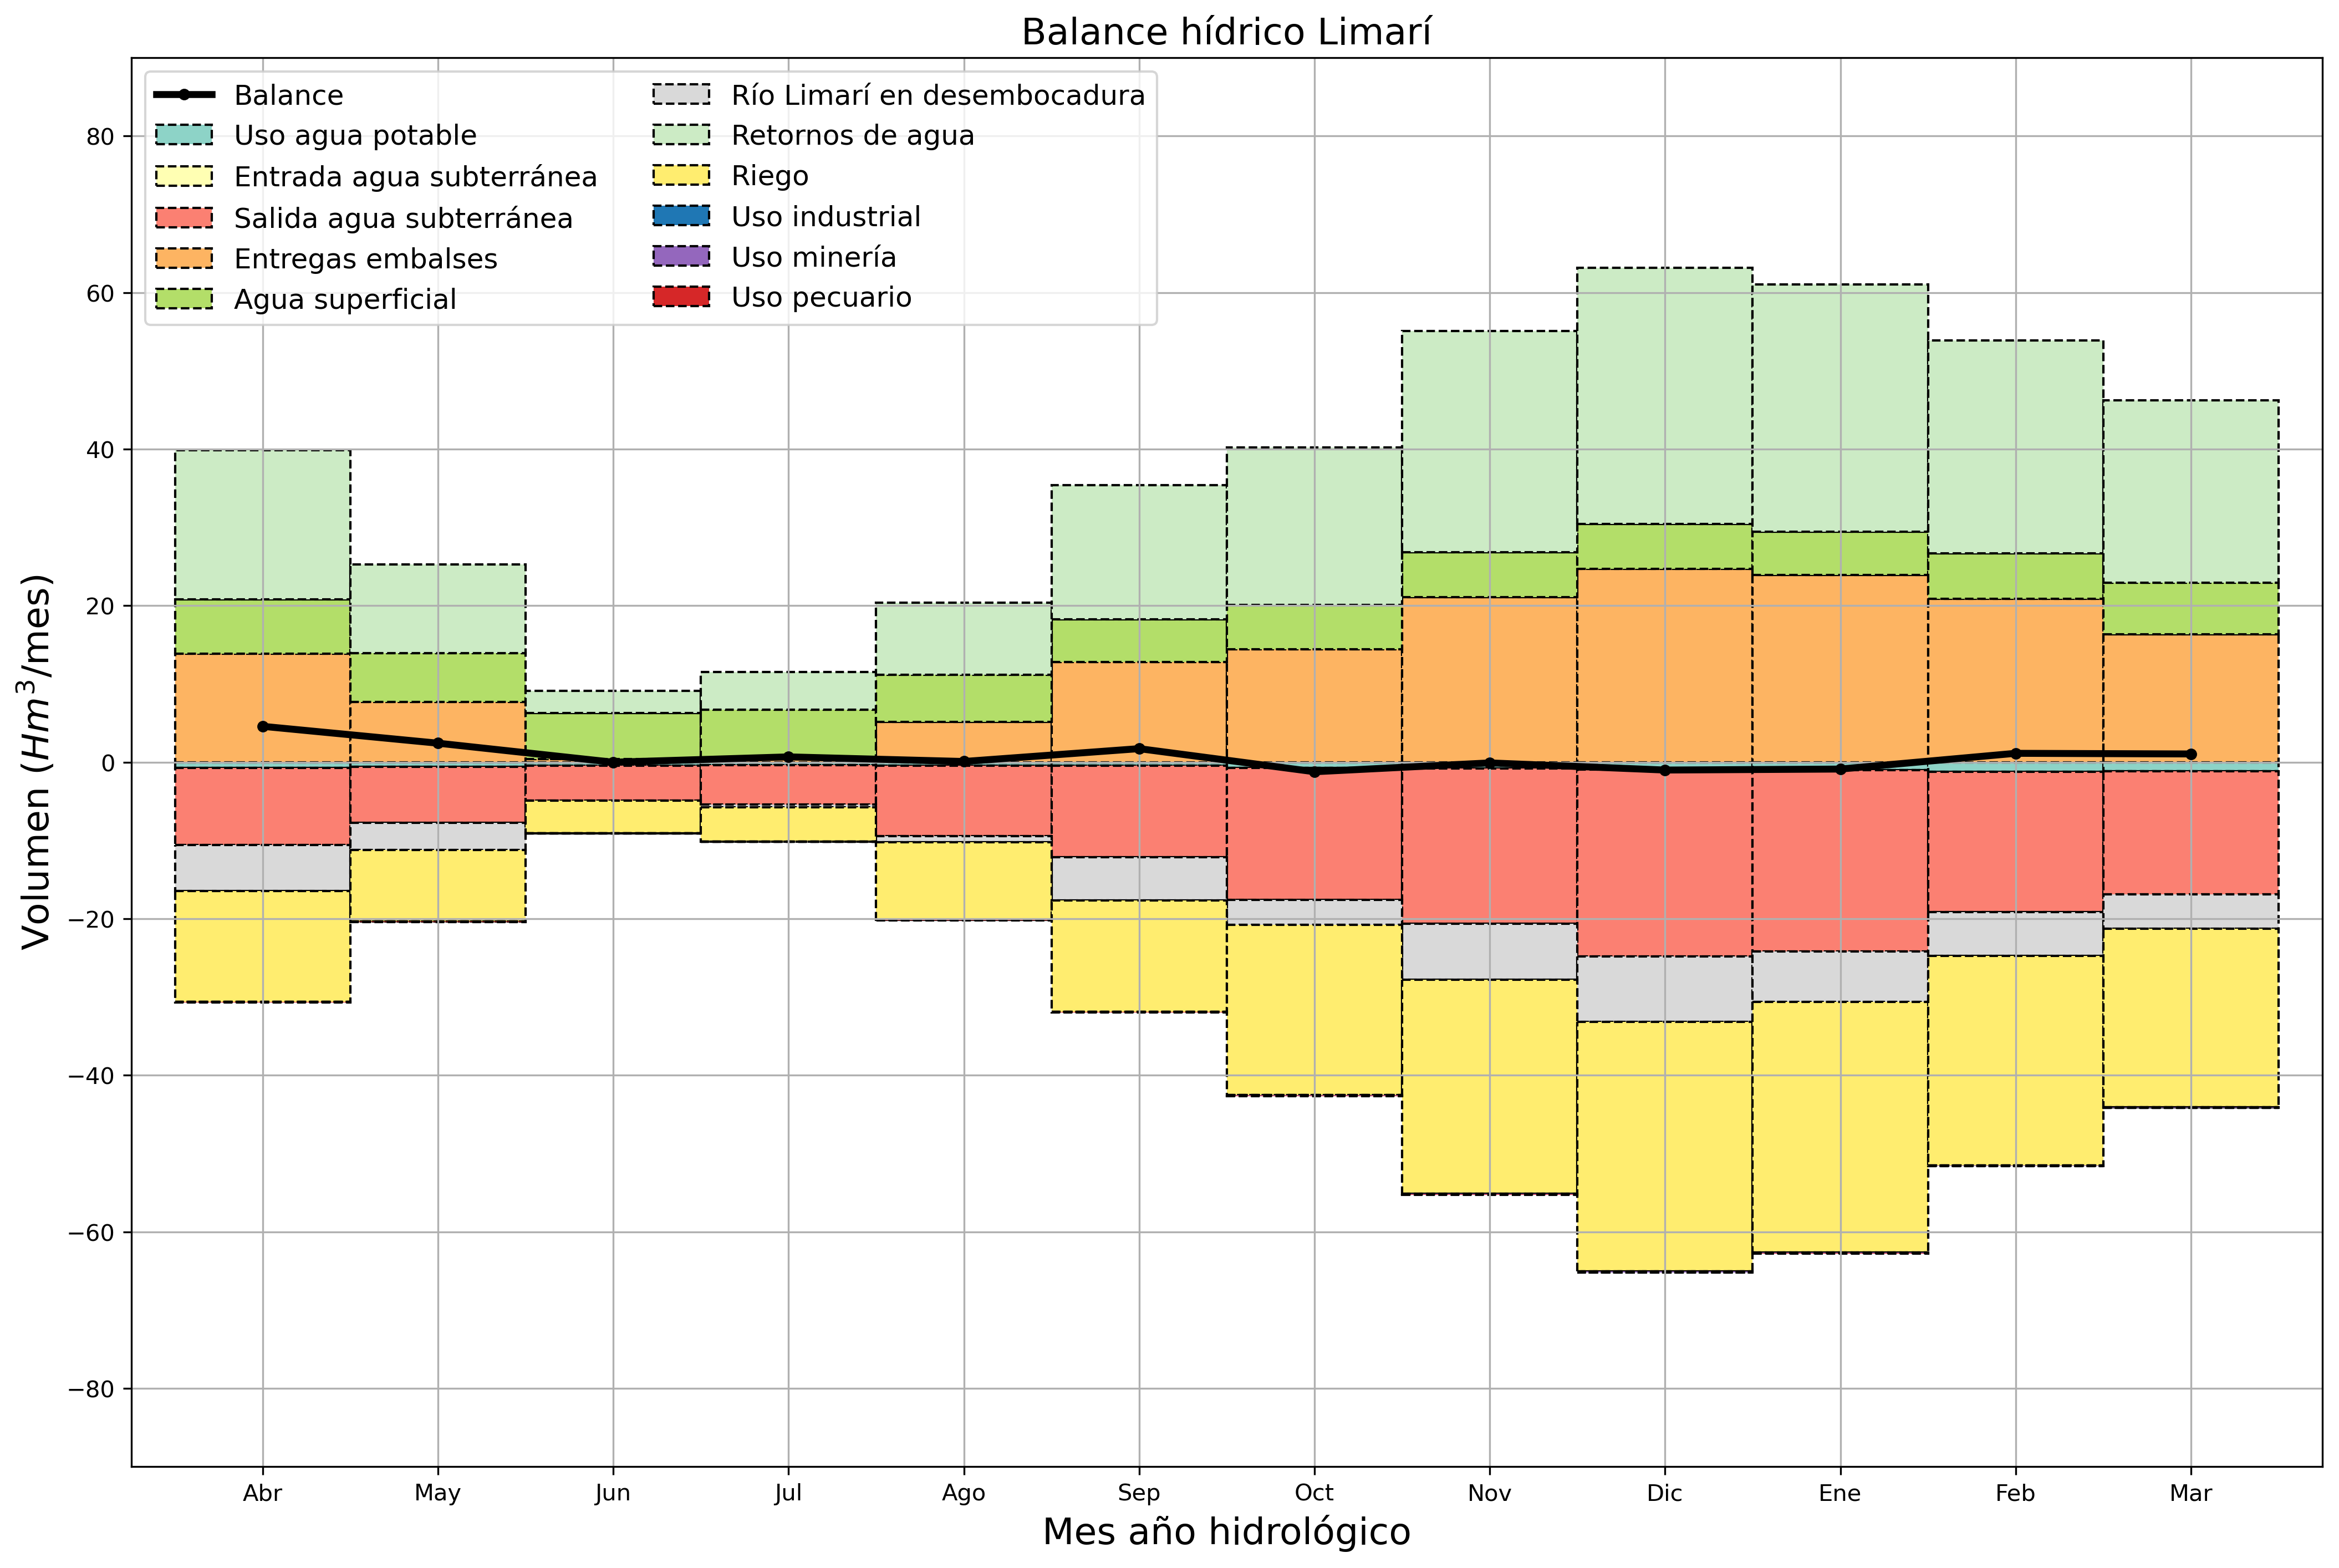 Balance hídrico Limarí
Balance
Uso agua potable
Entrada agua subterránea
Salida agua subterránea
Entregas embalses
Agua superficial
Río Limarí en desembocadura
Retornos de agua
Riego
Uso industrial
Uso minería
Uso pecuario
Volumen (Hm³/mes)
80
60
40
20
0
−20
−40
−60
−80
Abr May Jun Jul Ago Sep Oct Nov Dic Ene Feb Mar
Mes año hidrológico